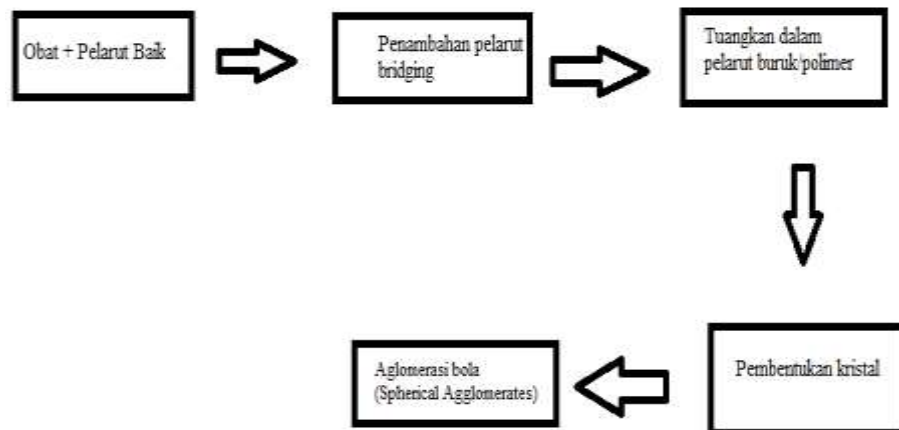 Obat + Pelarut Baik
Penambahan pelarut
bridging
Tuangkan dalam
pelarut buruk/polimer
Pembentukan kristal
Aglomerasi bola
(Spherical Agglomerates)